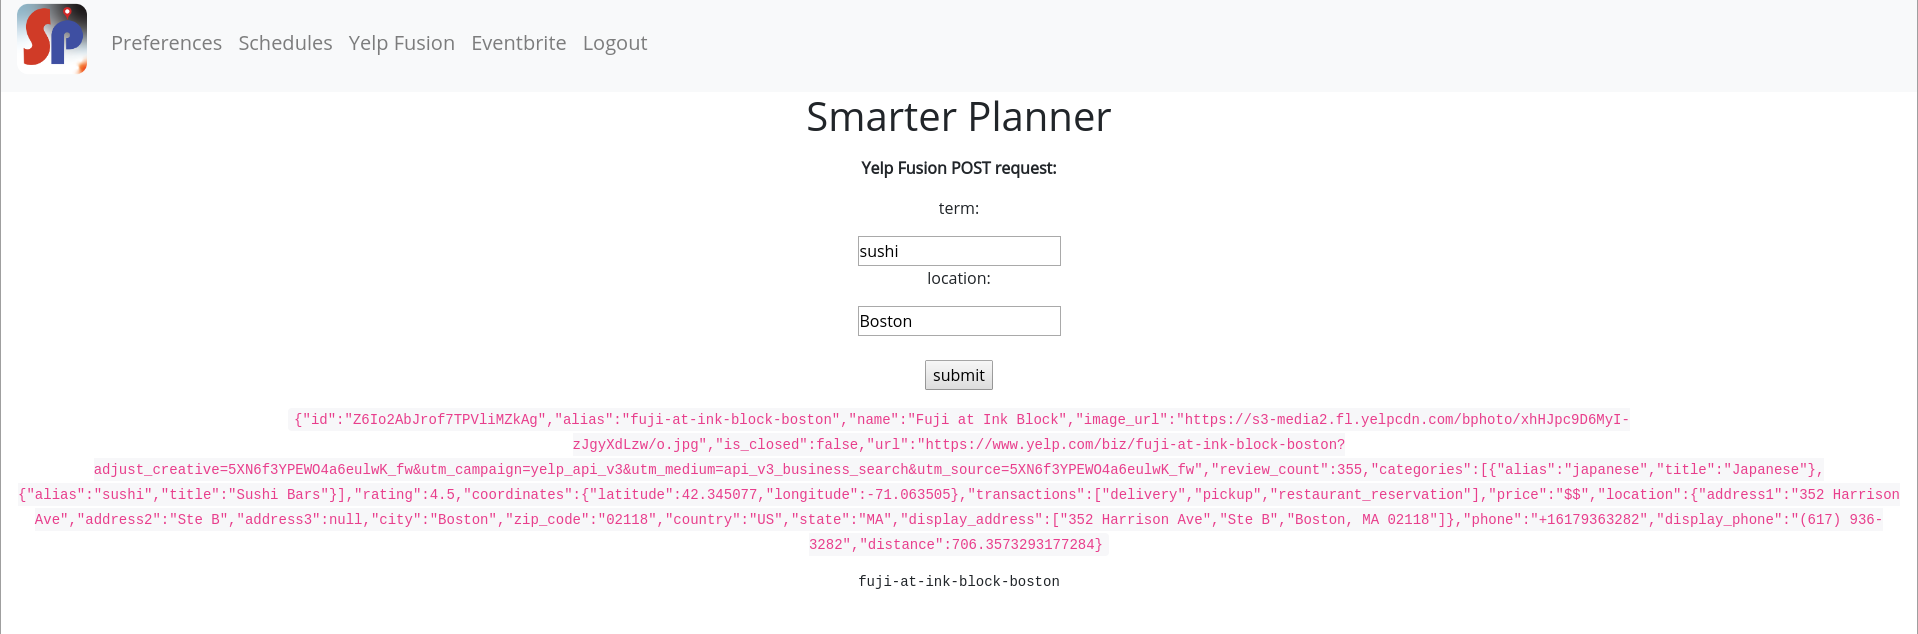 SP
Preferences Schedules Yelp Fusion Eventbrite Logout
Smarter Planner
Yelp Fusion POST request:
term:
sushi
location:
Boston
submit
{"id":"Z6Io2AbJrof7TPVliMZkAg","alias":"fuji-at-ink-block-boston","name":"Fuji at Ink Block","image_url":"https://s3-media2.fl.yelpcdn.com/bphoto/xhHJpc9D6MyI-
zJgyXdLzw/o.jpg","is_closed":false,"url":"https://www.yelp.com/biz/fuji-at-ink-block-boston?
adjust_creative=5XN6f3YPEWO4a6eulwK_fw&utm_campaign=yelp_api_v3&utm_medium=api_v3_business_search&utm_source=5XN6f3YPEWO4a6eulwK_fw","review_count":355,"categories":[{"alias":"japanese","title":"Japanese"},
{"alias":"sushi","title":"Sushi Bars"}],"rating":4.5,"coordinates":{"latitude":42.345077,"longitude":-71.063505},"transactions":["delivery","pickup","restaurant_reservation"],"price":"$$","location":{"address1":"352 Harrison
Ave","address2":"Ste B","address3":null,"city":"Boston","zip_code":"02118","country":"US","state":"MA","display_address":["352 Harrison Ave","Ste B","Boston, MA 02118"]},"phone":"+16179363282","display_phone":"(617) 936-
3282","distance":706.3573293177284}
fuji-at-ink-block-boston